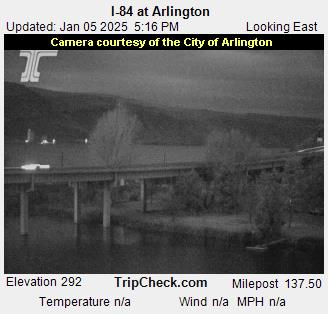 I-84 at Arlington
Updated: Jan 05 2025 5:16 PM Looking East
Camera courtesy of the City of Arlington
Elevation 292 TripCheck.com Milepost 137.50
Temperature n/a Wind n/a MPH n/a